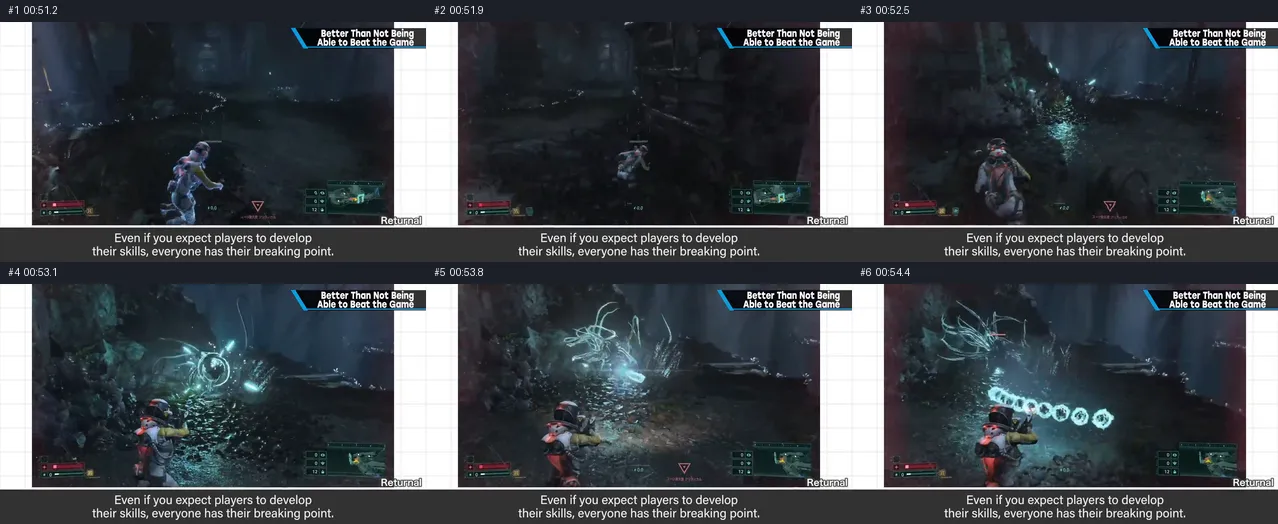 #1 00:51.2
Better Than Not Being
Able to Beat the Game
Returnal
Even if you expect players to develop
their skills, everyone has their breaking point.
#2 00:51.9
Better Than Not Being
Able to Beat the Game
Returnal
Even if you expect players to develop
their skills, everyone has their breaking point.
#3 00:52.5
Better Than Not Being
Able to Beat the Game
Returnal
Even if you expect players to develop
their skills, everyone has their breaking point.
#4 00:53.1
Better Than Not Being
Able to Beat the Game
Returnal
Even if you expect players to develop
their skills, everyone has their breaking point.
#5 00:53.8
Better Than Not Being
Able to Beat the Game
Returnal
Even if you expect players to develop
their skills, everyone has their breaking point.
#6 00:54.4
Better Than Not Being
Able to Beat the Game
Returnal
Even if you expect players to develop
their skills, everyone has their breaking point.